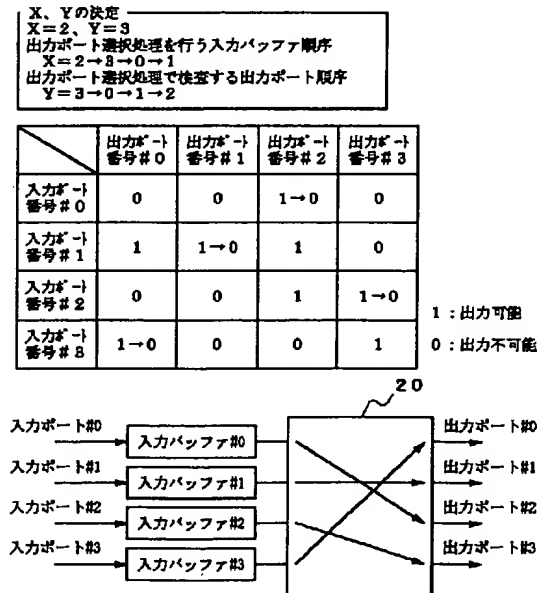 X、Yの決定
X=2、Y=3
出力ポート選択処理を行う入力バッファ順序
X=2→3→0→1
出力ポート選択処理で検査する出力ポート順序
Y=3→0→1→2
出力ポート番号#0 出力ポート番号#1 出力ポート番号#2 出力ポート番号#3
入力ポート番号#0 0 0 1→0 0
入力ポート番号#1 1 1→0 1 0
入力ポート番号#2 0 0 1 1→0
入力ポート番号#3 1→0 0 0 1
1：出力可能
0：出力不可能
20
入力ポート#0 入力バッファ#0 出力ポート#0
入力ポート#1 入力バッファ#1 出力ポート#1
入力ポート#2 入力バッファ#2 出力ポート#2
入力ポート#3 入力バッファ#3 出力ポート#3